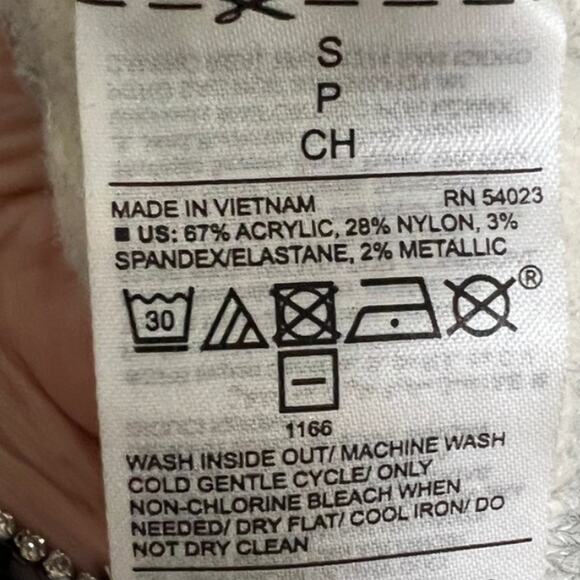 S
P
CH
MADE IN VIETNAM RN 54023
US: 67% ACRYLIC, 28% NYLON, 3%
SPANDEX/ELASTANE, 2% METALLIC
30 ®
1166
WASH INSIDE OUT/ MACHINE WASH
COLD GENTLE CYCLE/ ONLY
NON-CHLORINE BLEACH WHEN
NEEDED/ DRY FLAT/ COOL IRON/ DO
NOT DRY CLEAN